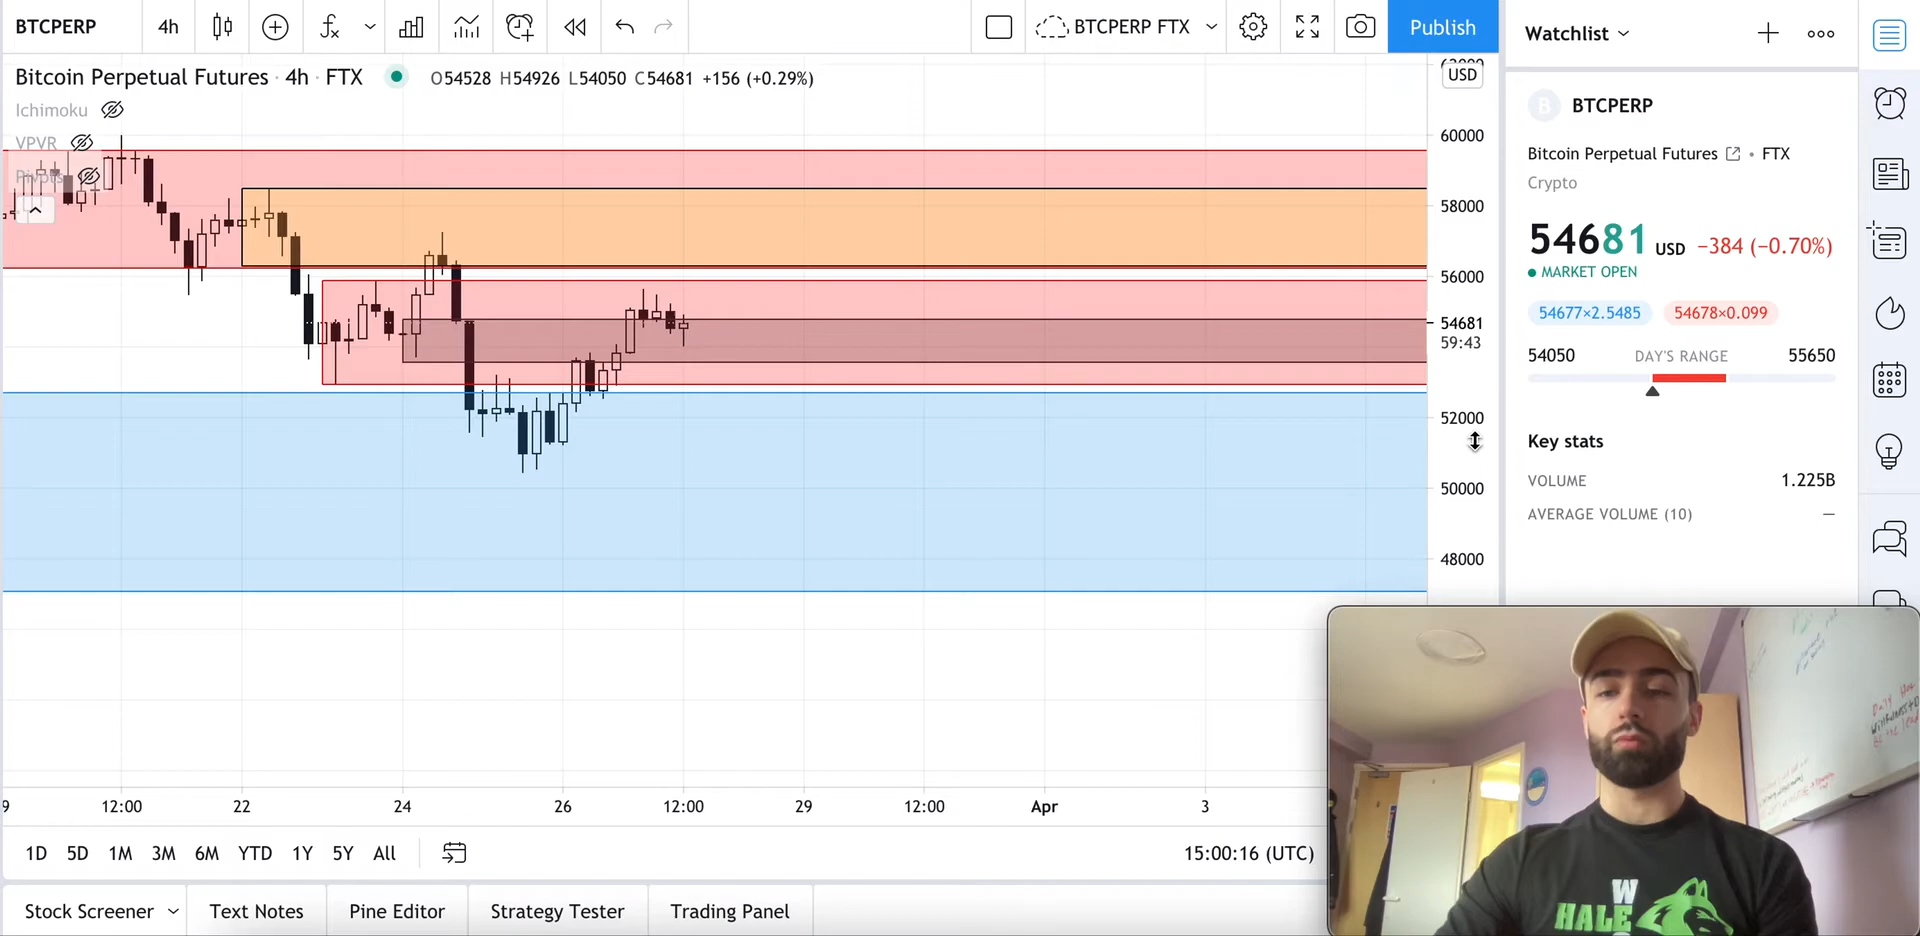 BTCPERP 4h BTCPERP FTX Publish
Bitcoin Perpetual Futures · 4h · FTX O54528 H54926 L54050 C54681 +156 (+0.29%)
Ichimoku
VPVR
Pivots
USD
60000
58000
56000
54681
59:43
52000
50000
48000
12:00 22 24 26 12:00 29 12:00 Apr 3
1D 5D 1M 3M 6M YTD 1Y 5Y All 15:00:16 (UTC)
Stock Screener Text Notes Pine Editor Strategy Tester Trading Panel
Watchlist
B BTCPERP
Bitcoin Perpetual Futures • FTX
Crypto
54681 USD −384 (−0.70%)
MARKET OPEN
54677×2.5485 54678×0.099
54050 DAY'S RANGE 55650
Key stats
VOLUME 1.225B
AVERAGE VOLUME (10) —
W
HALE